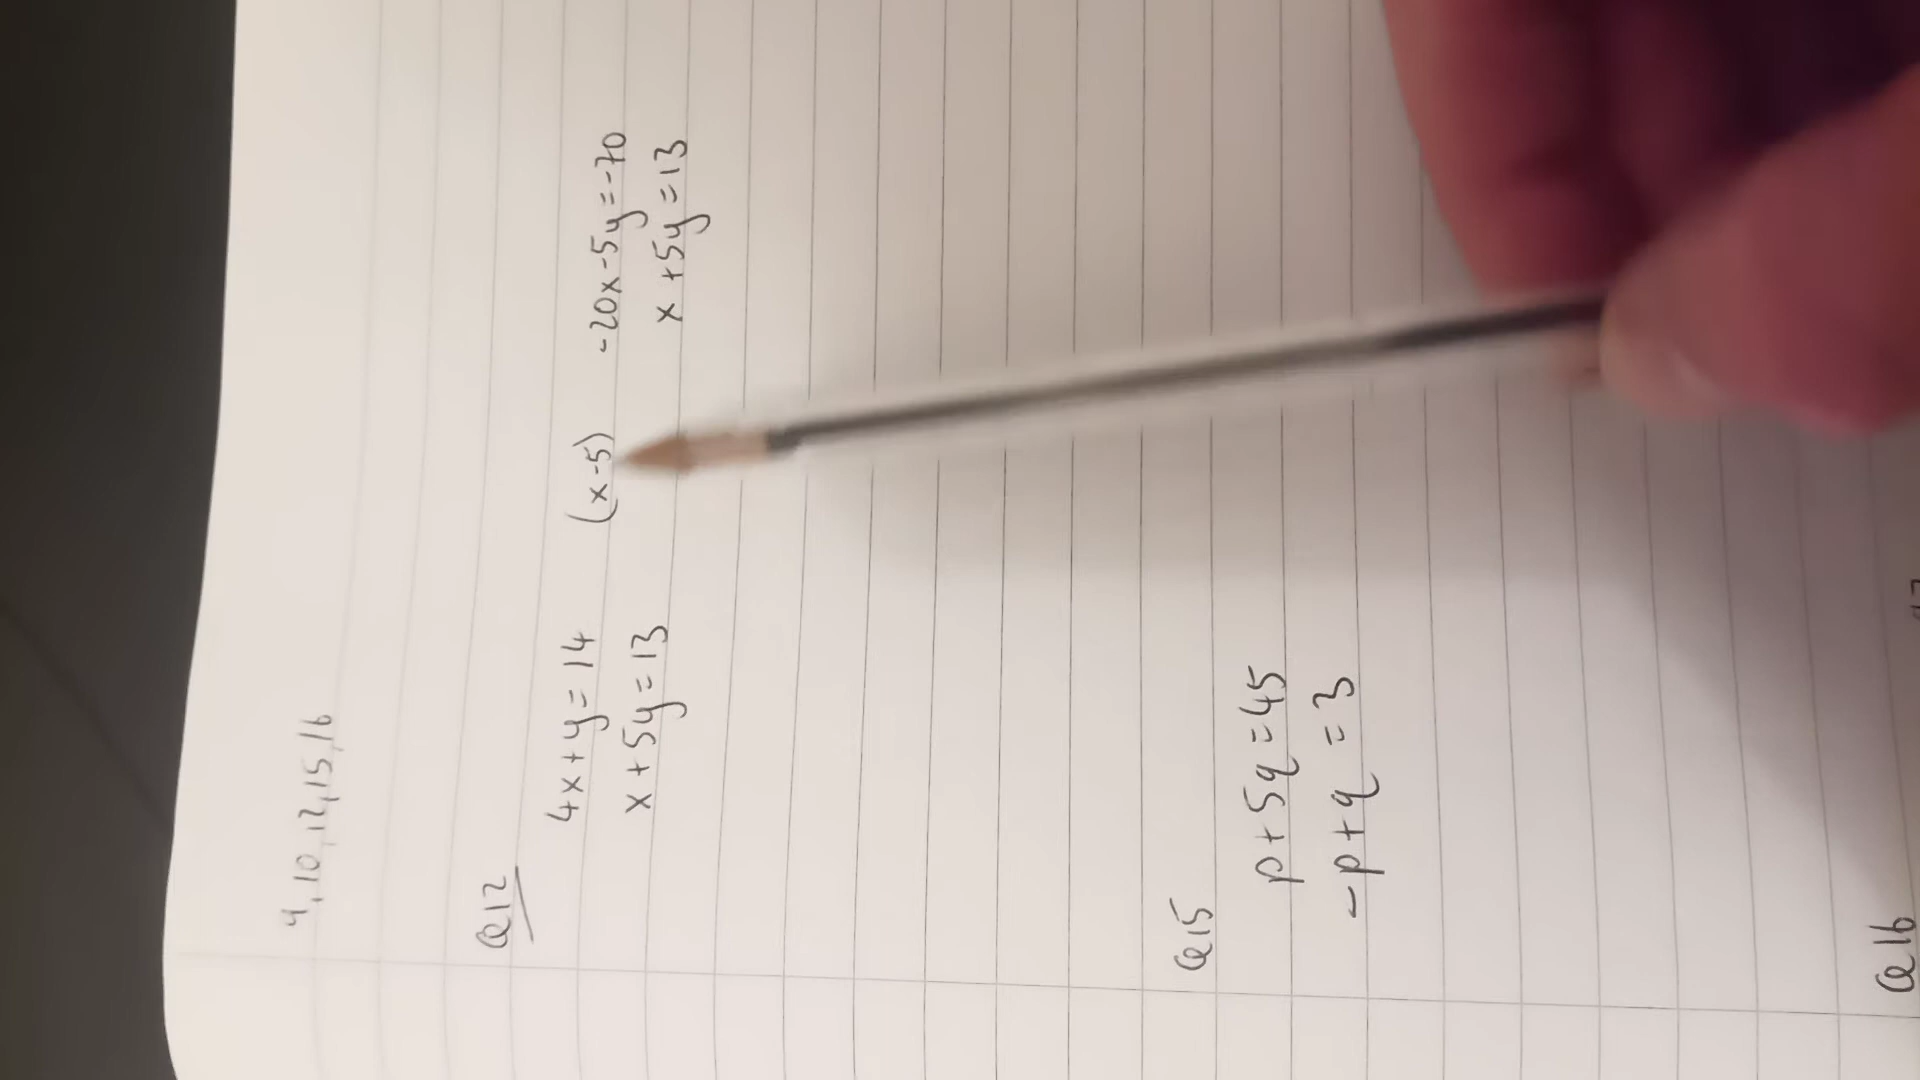 9,10,12,15,16
Q12
4x+y=14 (x-5) -20x-5y=-70
x+5y=13 x+5y=13
Q15
p+5q=45
-p+q=3
Q16